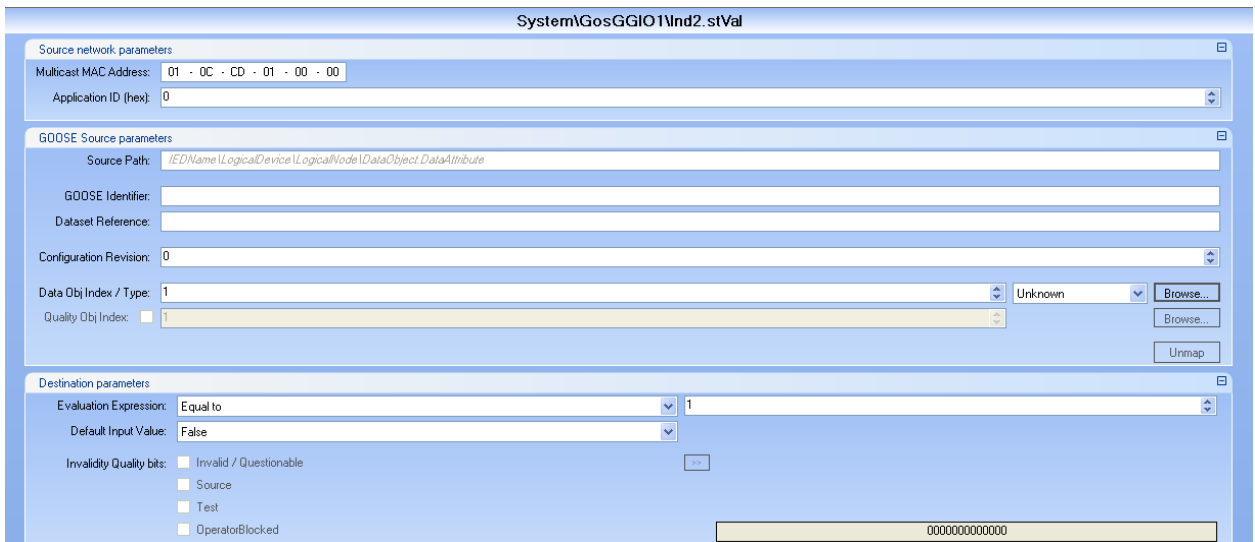 System\GosGGIO1\Ind2.stVal
Source network parameters
Multicast MAC Address: 01 - 0C - CD - 01 - 00 - 00
Application ID (hex): 0
GOOSE Source parameters
Source Path: IEDName\LogicalDevice\LogicalNode\DataObject.DataAttribute
GOOSE Identifier:
Dataset Reference:
Configuration Revision: 0
Data Obj Index / Type: 1 Unknown Browse...
Quality Obj Index: 1 Browse...
Unmap
Destination parameters
Evaluation Expression: Equal to 1
Default Input Value: False
Invalidity Quality bits: Invalid / Questionable >>
Source
Test
OperatorBlocked 0000000000000